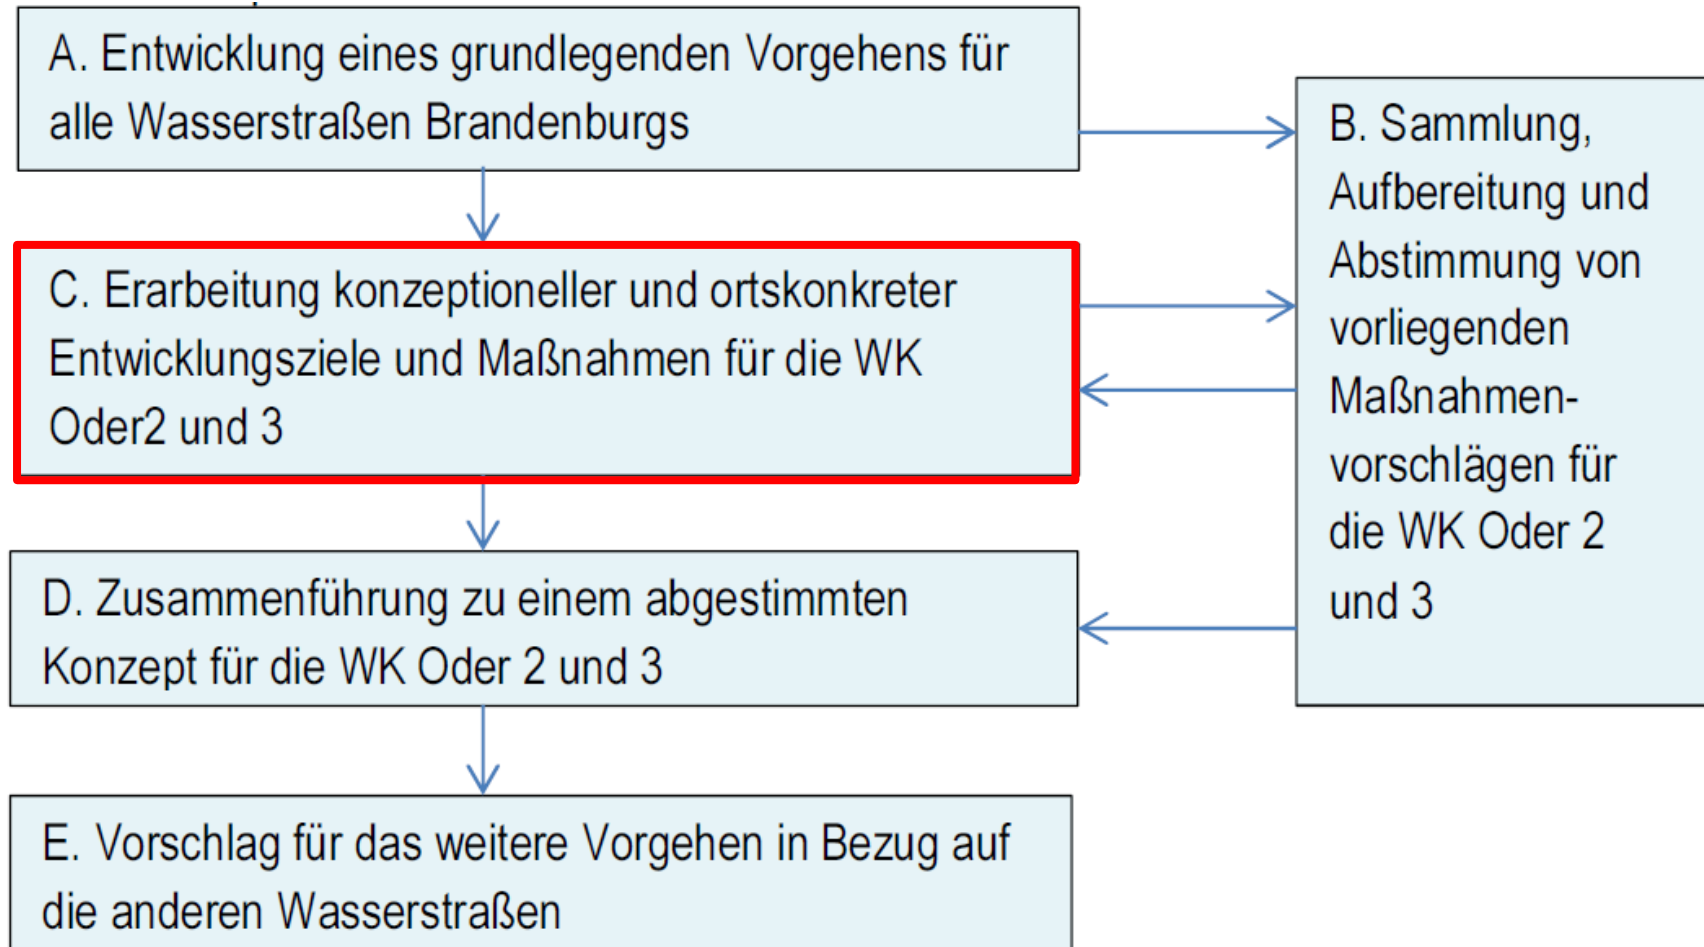 A. Entwicklung eines grundlegenden Vorgehens für
alle Wasserstraßen Brandenburgs
B. Sammlung,
Aufbereitung und
Abstimmung von
vorliegenden
Maßnahmen-
vorschlägen für
die WK Oder 2
und 3
C. Erarbeitung konzeptioneller und ortskonkreter
Entwicklungsziele und Maßnahmen für die WK
Oder2 und 3
D. Zusammenführung zu einem abgestimmten
Konzept für die WK Oder 2 und 3
E. Vorschlag für das weitere Vorgehen in Bezug auf
die anderen Wasserstraßen